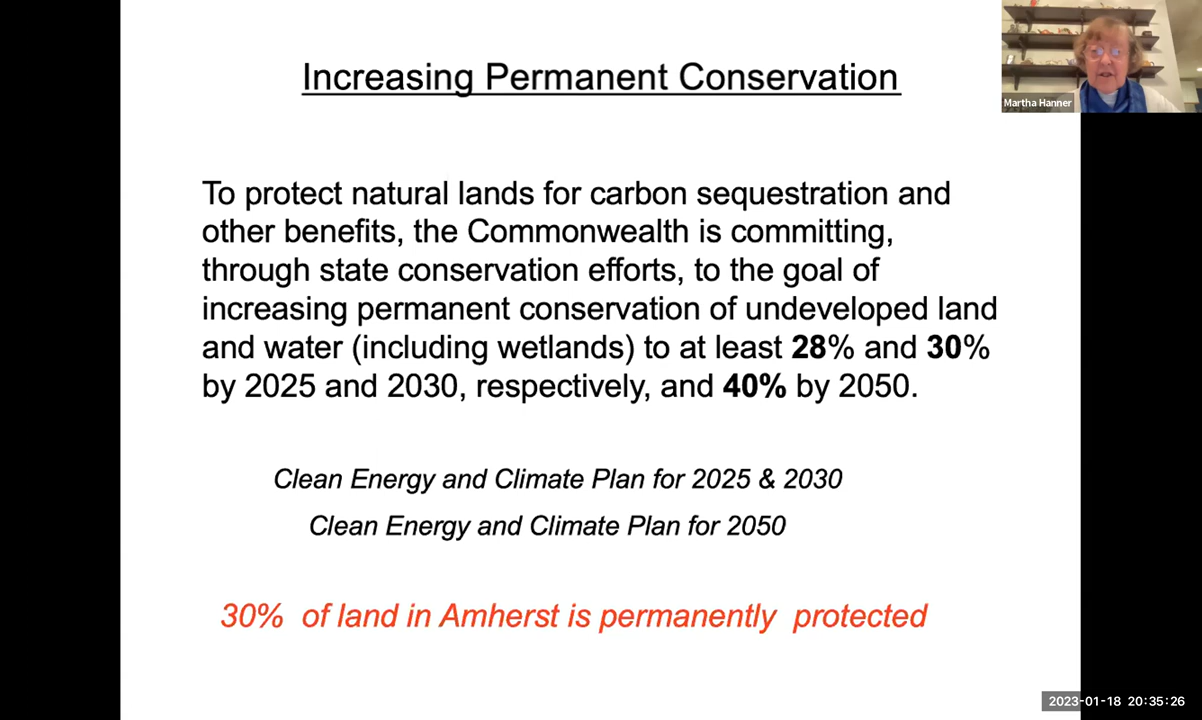 Increasing Permanent Conservation
Martha Hanner
To protect natural lands for carbon sequestration and
other benefits, the Commonwealth is committing,
through state conservation efforts, to the goal of
increasing permanent conservation of undeveloped land
and water (including wetlands) to at least 28% and 30%
by 2025 and 2030, respectively, and 40% by 2050.
Clean Energy and Climate Plan for 2025 & 2030
Clean Energy and Climate Plan for 2050
30% of land in Amherst is permanently protected
2023-01-18 20:35:26